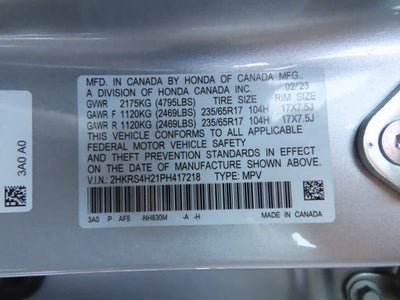 MFD. IN CANADA BY HONDA OF CANADA MFG.
A DIVISION OF HONDA CANADA INC. 02/23
GVWR 2175KG (4795LBS) TIRE SIZE RIM SIZE
GAWR F 1120KG (2469LBS) 235/65R17 104H 17X7.5J
GAWR R 1120KG (2469LBS) 235/65R17 104H 17X7.5J
THIS VEHICLE CONFORMS TO ALL APPLICABLE
FEDERAL MOTOR VEHICLE SAFETY
AND THEFT PREVENTION STANDARDS IN EFFECT
ON THE DATE OF MANUFACTURE SHOWN ABOVE.
V.I.N.: 2HKRS4H21PH417218 TYPE: MPV
3A0 P AF5 -NH830M -A -H
MADE IN CANADA
3A0 A0